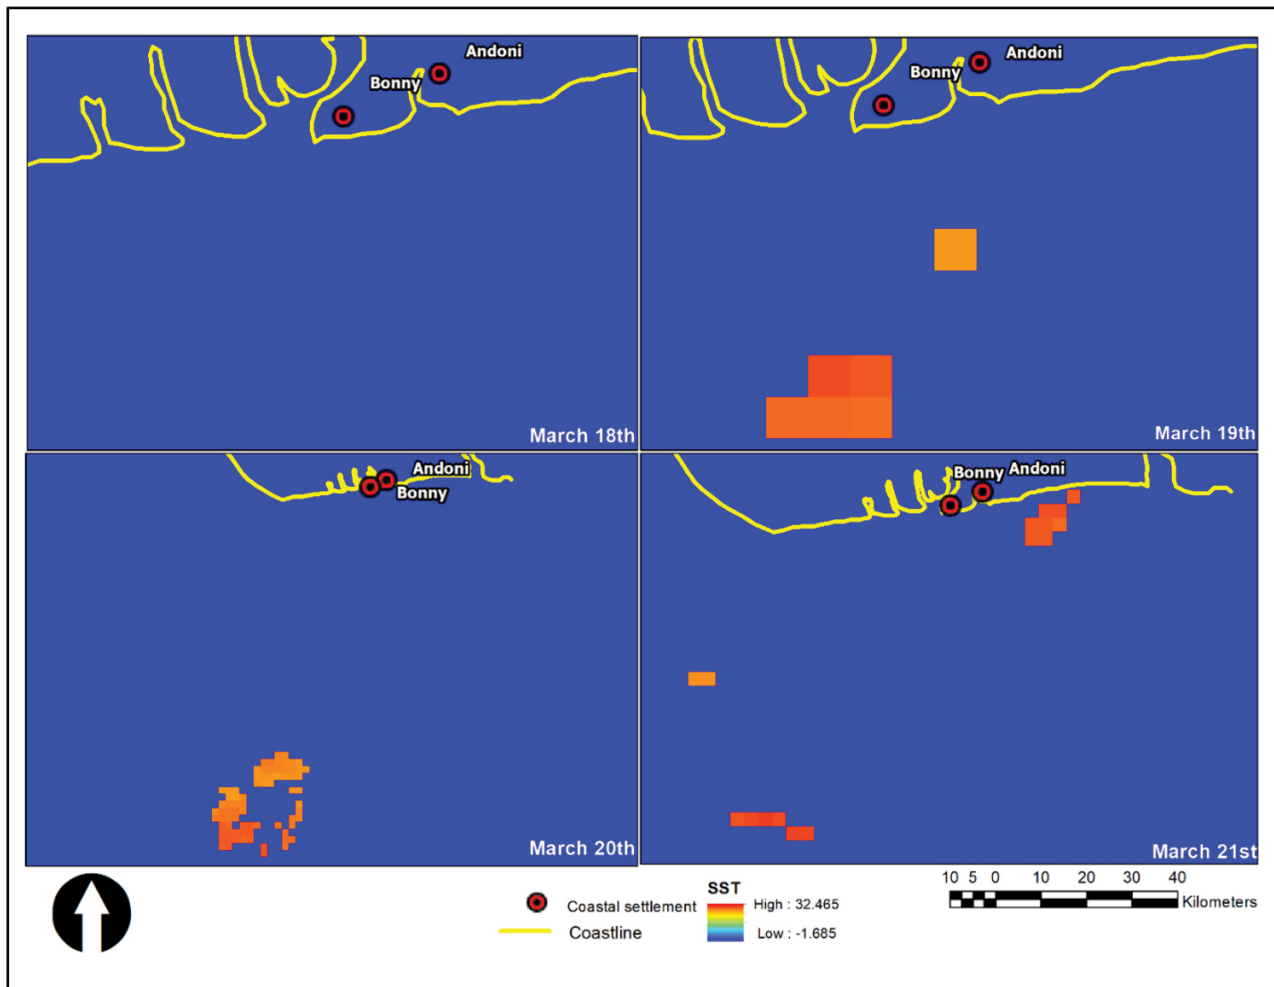 Andoni
Bonny
March 18th
Andoni
Bonny
March 19th
Andoni
Bonny
March 20th
Bonny Andoni
March 21st
Coastal settlement
Coastline
SST
High : 32.465
Low : -1.685
10 5 0 10 20 30 40
Kilometers